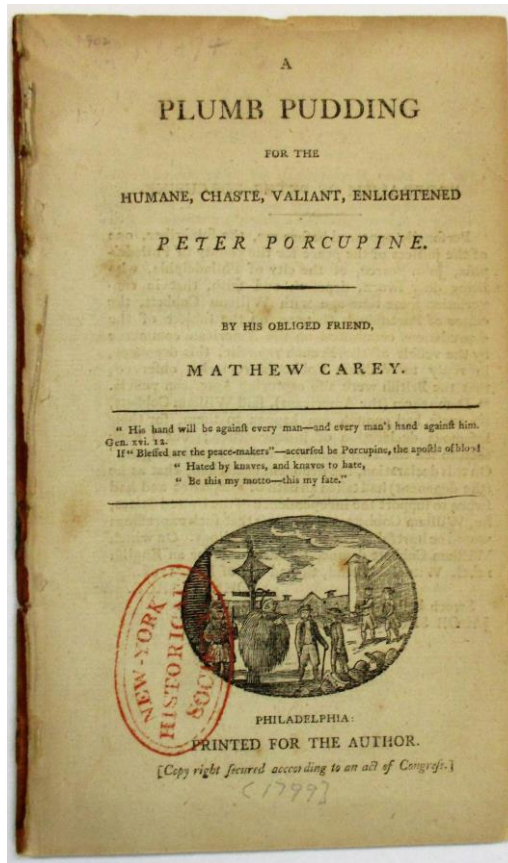 A
PLUMB PUDDING
FOR THE
HUMANE, CHASTE, VALIANT, ENLIGHTENED
PETER PORCUPINE.
BY HIS OBLIGED FRIEND,
MATHEW CAREY.
“ His hand will be againſt every man—and every man's hand againſt him.
Gen. xvi. 12.
If “ Bleſſed are the peace-makers”—accurſed be Porcupine, the apoſtle of blood
“ Hated by knaves, and knaves to hate,
“ Be this my motto—this my fate.”
NEW-YORK
HISTORICAL
SOCIETY
PHILADELPHIA:
PRINTED FOR THE AUTHOR.
[Copy right ſecured according to an act of Congreſs.]
(1799]